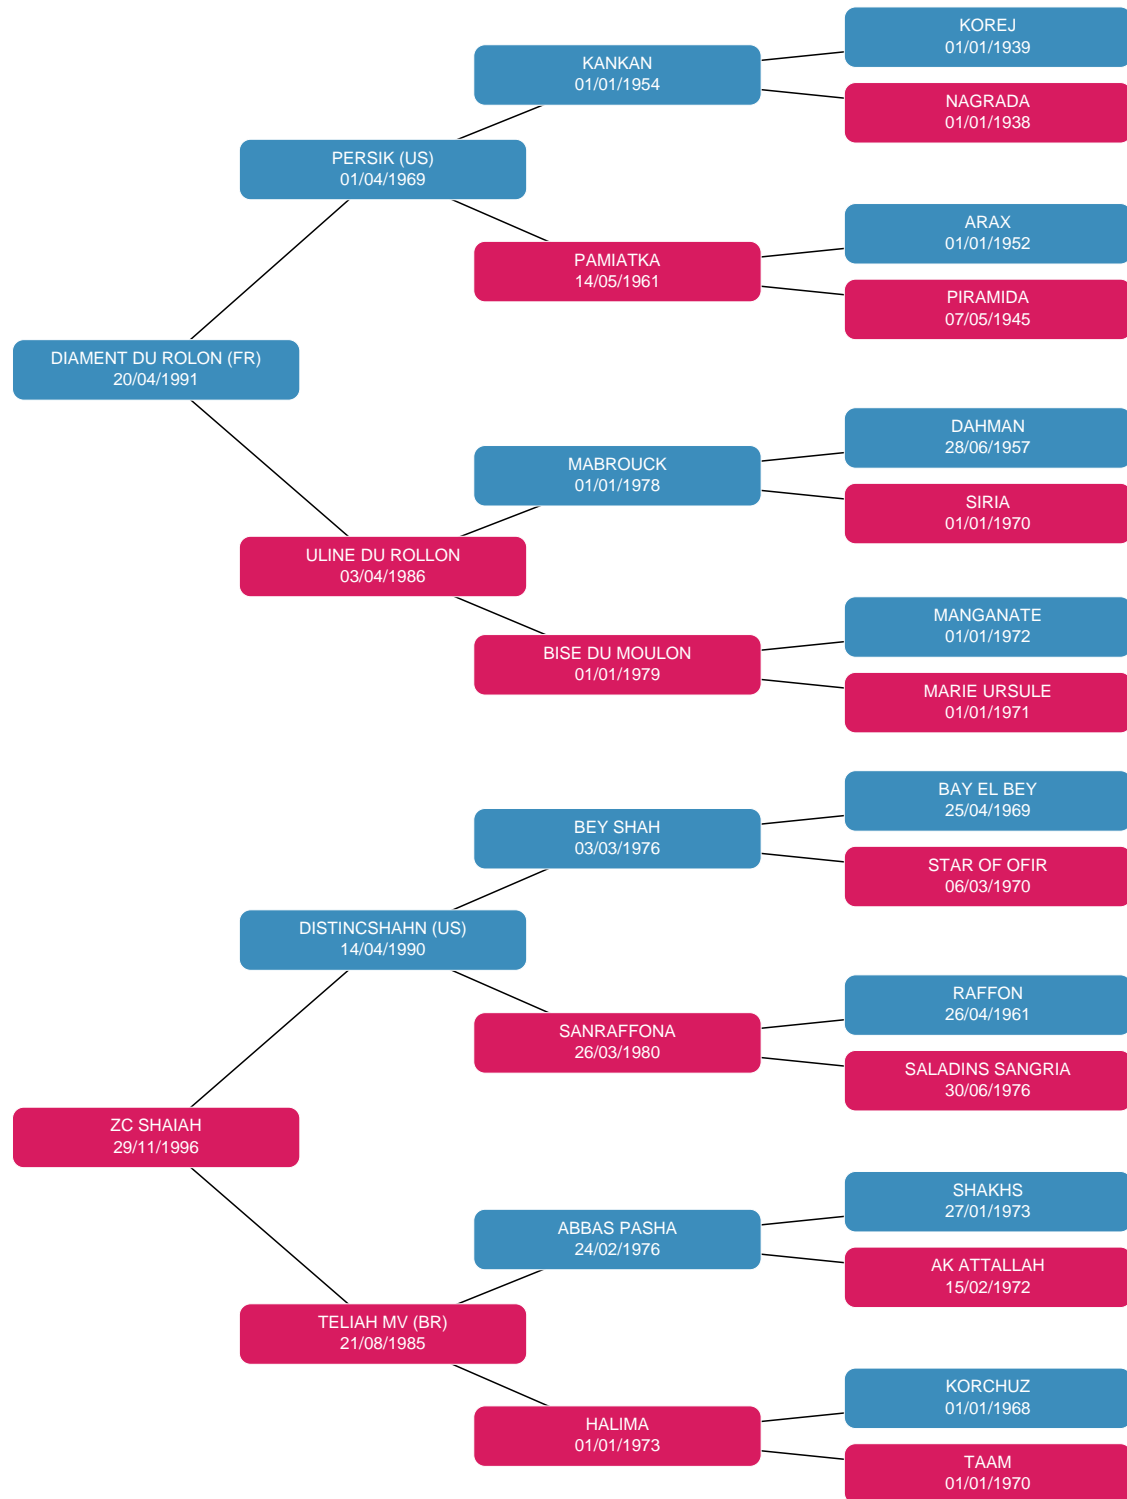 KOREJ
01/01/1939
KANKAN
01/01/1954
NAGRADA
01/01/1938
PERSIK (US)
01/04/1969
ARAX
01/01/1952
PAMIATKA
14/05/1961
PIRAMIDA
07/05/1945
DIAMENT DU ROLON (FR)
20/04/1991
DAHMAN
28/06/1957
MABROUCK
01/01/1978
SIRIA
01/01/1970
ULINE DU ROLLON
03/04/1986
MANGANATE
01/01/1972
BISE DU MOULON
01/01/1979
MARIE URSULE
01/01/1971
BAY EL BEY
25/04/1969
BEY SHAH
03/03/1976
STAR OF OFIR
06/03/1970
DISTINCSHAHN (US)
14/04/1990
RAFFON
26/04/1961
SANRAFFONA
26/03/1980
SALADINS SANGRIA
30/06/1976
ZC SHAIAH
29/11/1996
SHAKHS
27/01/1973
ABBAS PASHA
24/02/1976
AK ATTALLAH
15/02/1972
TELIAH MV (BR)
21/08/1985
KORCHUZ
01/01/1968
HALIMA
01/01/1973
TAAM
01/01/1970